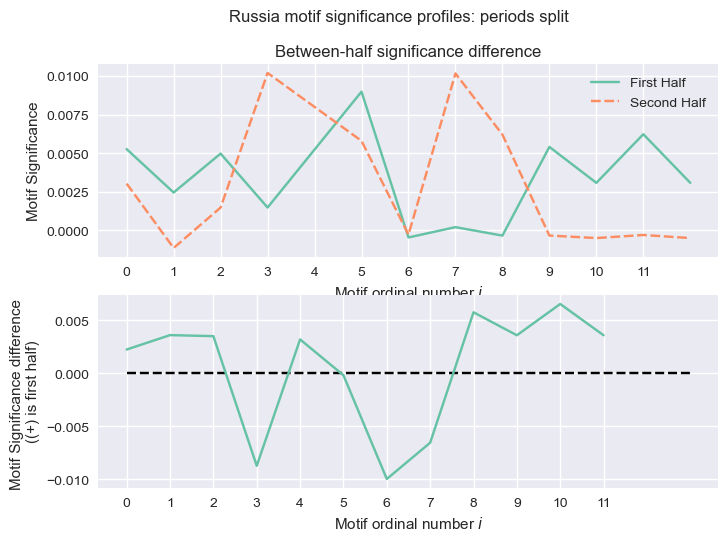 Russia motif significance profiles: periods split
Between-half significance difference
Motif Significance
0.0100
0.0075
0.0050
0.0025
0.0000
First Half
Second Half
0 1 2 3 4 5 6 7 8 9 10 11
Motif ordinal number i
Motif Significance difference
((+) is first half)
0.005
0.000
−0.005
−0.010
0 1 2 3 4 5 6 7 8 9 10 11
Motif ordinal number i